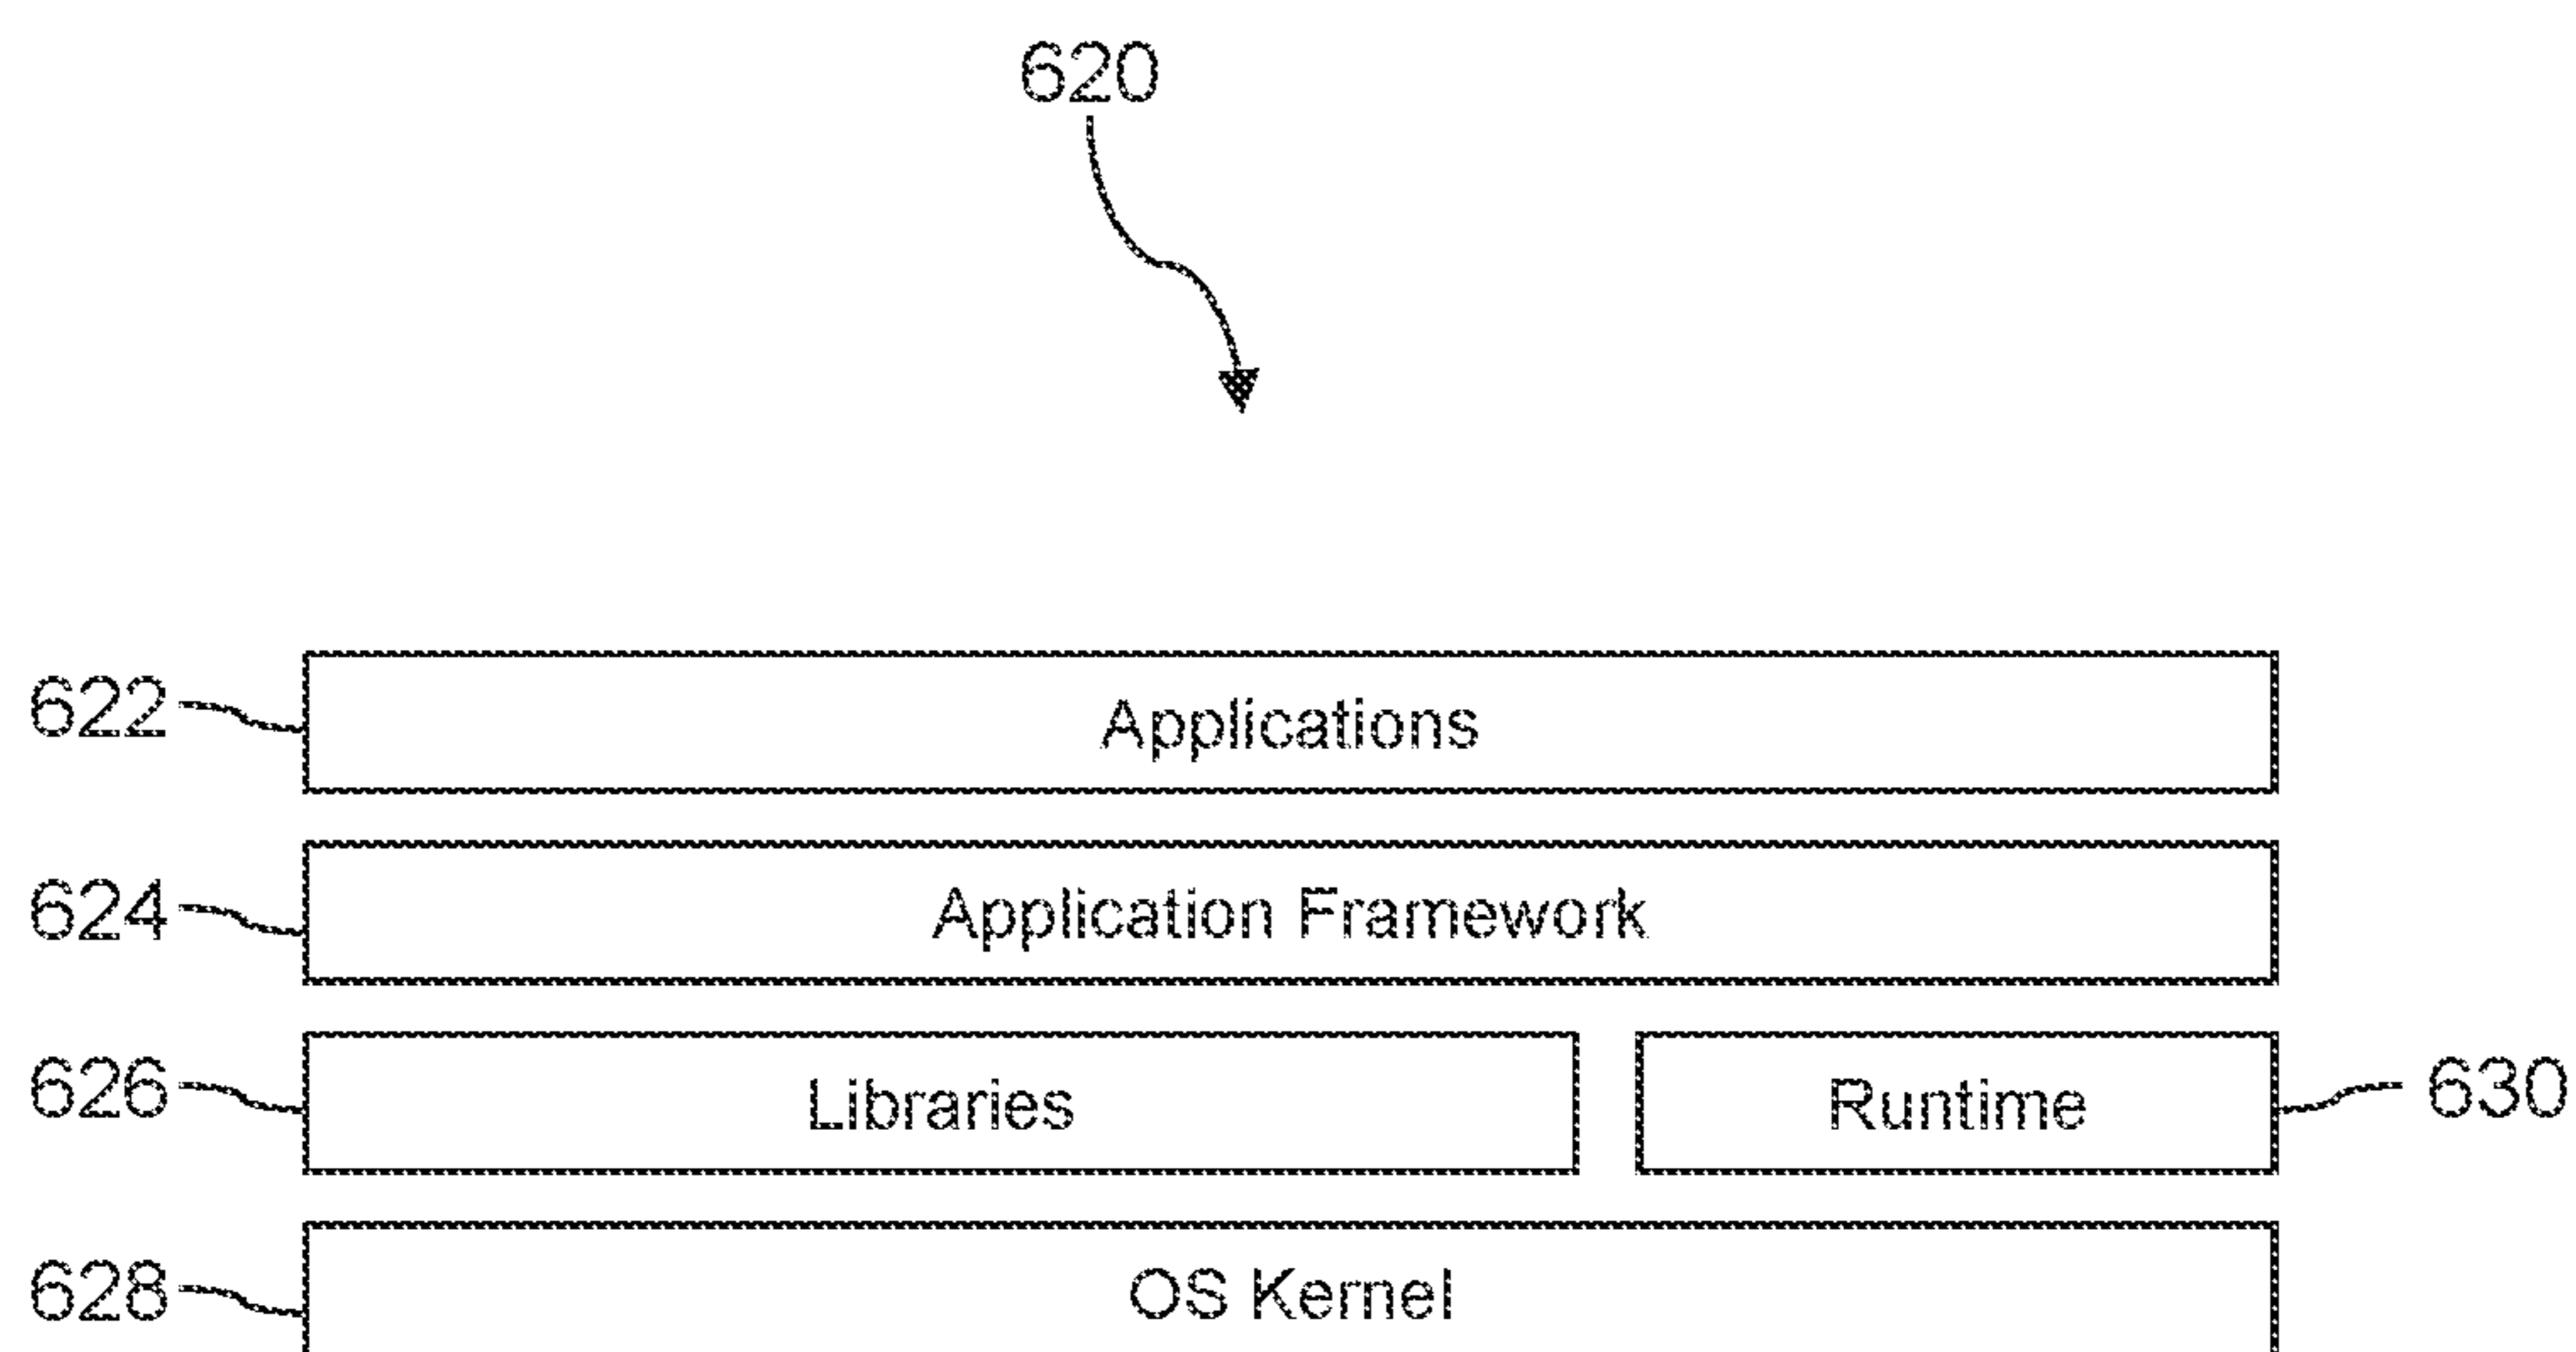 620
622 Applications
624 Application Framework
626 Libraries Runtime 630
628 OS Kernel